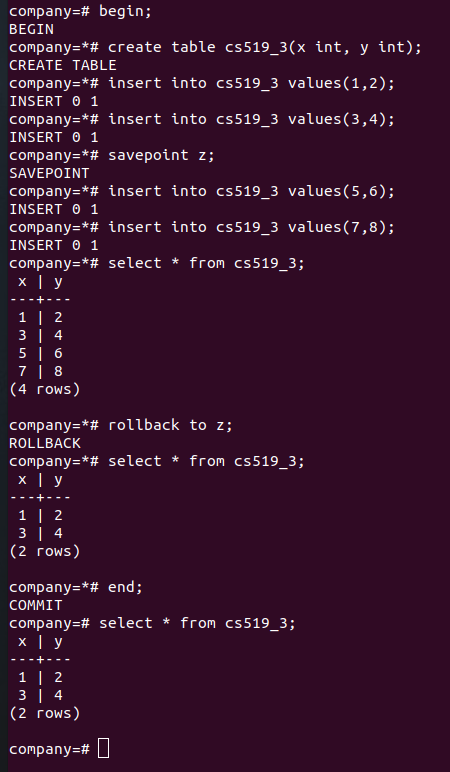 company=# begin;
BEGIN
company=*# create table cs519_3(x int, y int);
CREATE TABLE
company=*# insert into cs519_3 values(1,2);
INSERT 0 1
company=*# insert into cs519_3 values(3,4);
INSERT 0 1
company=*# savepoint z;
SAVEPOINT
company=*# insert into cs519_3 values(5,6);
INSERT 0 1
company=*# insert into cs519_3 values(7,8);
INSERT 0 1
company=*# select * from cs519_3;
 x | y
---+---
 1 | 2
 3 | 4
 5 | 6
 7 | 8
(4 rows)

company=*# rollback to z;
ROLLBACK
company=*# select * from cs519_3;
 x | y
---+---
 1 | 2
 3 | 4
(2 rows)

company=*# end;
COMMIT
company=# select * from cs519_3;
 x | y
---+---
 1 | 2
 3 | 4
(2 rows)

company=#